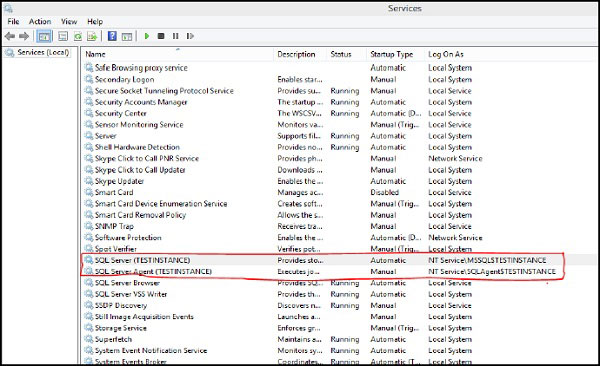 Services
File Action View Help
Services (Local)
Name Description Status Startup Type Log On As
Safe Browsing proxy service Automatic Local System
Secondary Logon Enables star... Manual Local System
Secure Socket Tunneling Protocol Service Provides su... Running Manual Local Service
Security Accounts Manager The startup ... Running Automatic Local System
Security Center The WSCSV... Running Automatic (D... Local Service
Sensor Monitoring Service Monitors va... Manual (Trig... Local Service
Server Supports fil... Running Automatic Local System
Shell Hardware Detection Provides no... Running Automatic Local System
Skype Click to Call PNR Service Provides ph... Automatic Network Service
Skype Click to Call Updater Downloads ... Automatic Local System
Skype Updater Enables the ... Automatic Local System
Smart Card Manages ac... Disabled Local Service
Smart Card Device Enumeration Service Creates soft... Manual (Trig... Local System
Smart Card Removal Policy Allows the s... Manual Local System
SNMP Trap Receives tra... Manual Local Service
Software Protection Enables the ... Automatic (D... Network Service
Spot Verifier Verifies pot... Manual (Trig... Local System
SQL Server (TESTINSTANCE) Provides sto... Automatic NT Service\MSSQL$TESTINSTANCE
SQL Server Agent (TESTINSTANCE) Executes jo... Manual NT Service\SQLAgent$TESTINSTANCE
SQL Server Browser Provides SQ... Running Automatic Local Service
SQL Server VSS Writer Provides th... Running Automatic Local System
SSDP Discovery Discovers n... Running Manual Local Service
Still Image Acquisition Events Launches a... Manual Local System
Storage Service Enforces gr... Manual (Trig... Local System
Superfetch Maintains a... Running Automatic Local System
System Event Notification Service Monitors sy... Running Automatic Local System
System Events Broker Coordinates... Running Automatic (T... Local System